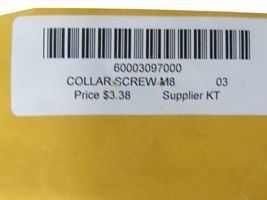 60003097000
COLLAR SCREW M8 03
Price $3.38 Supplier KT